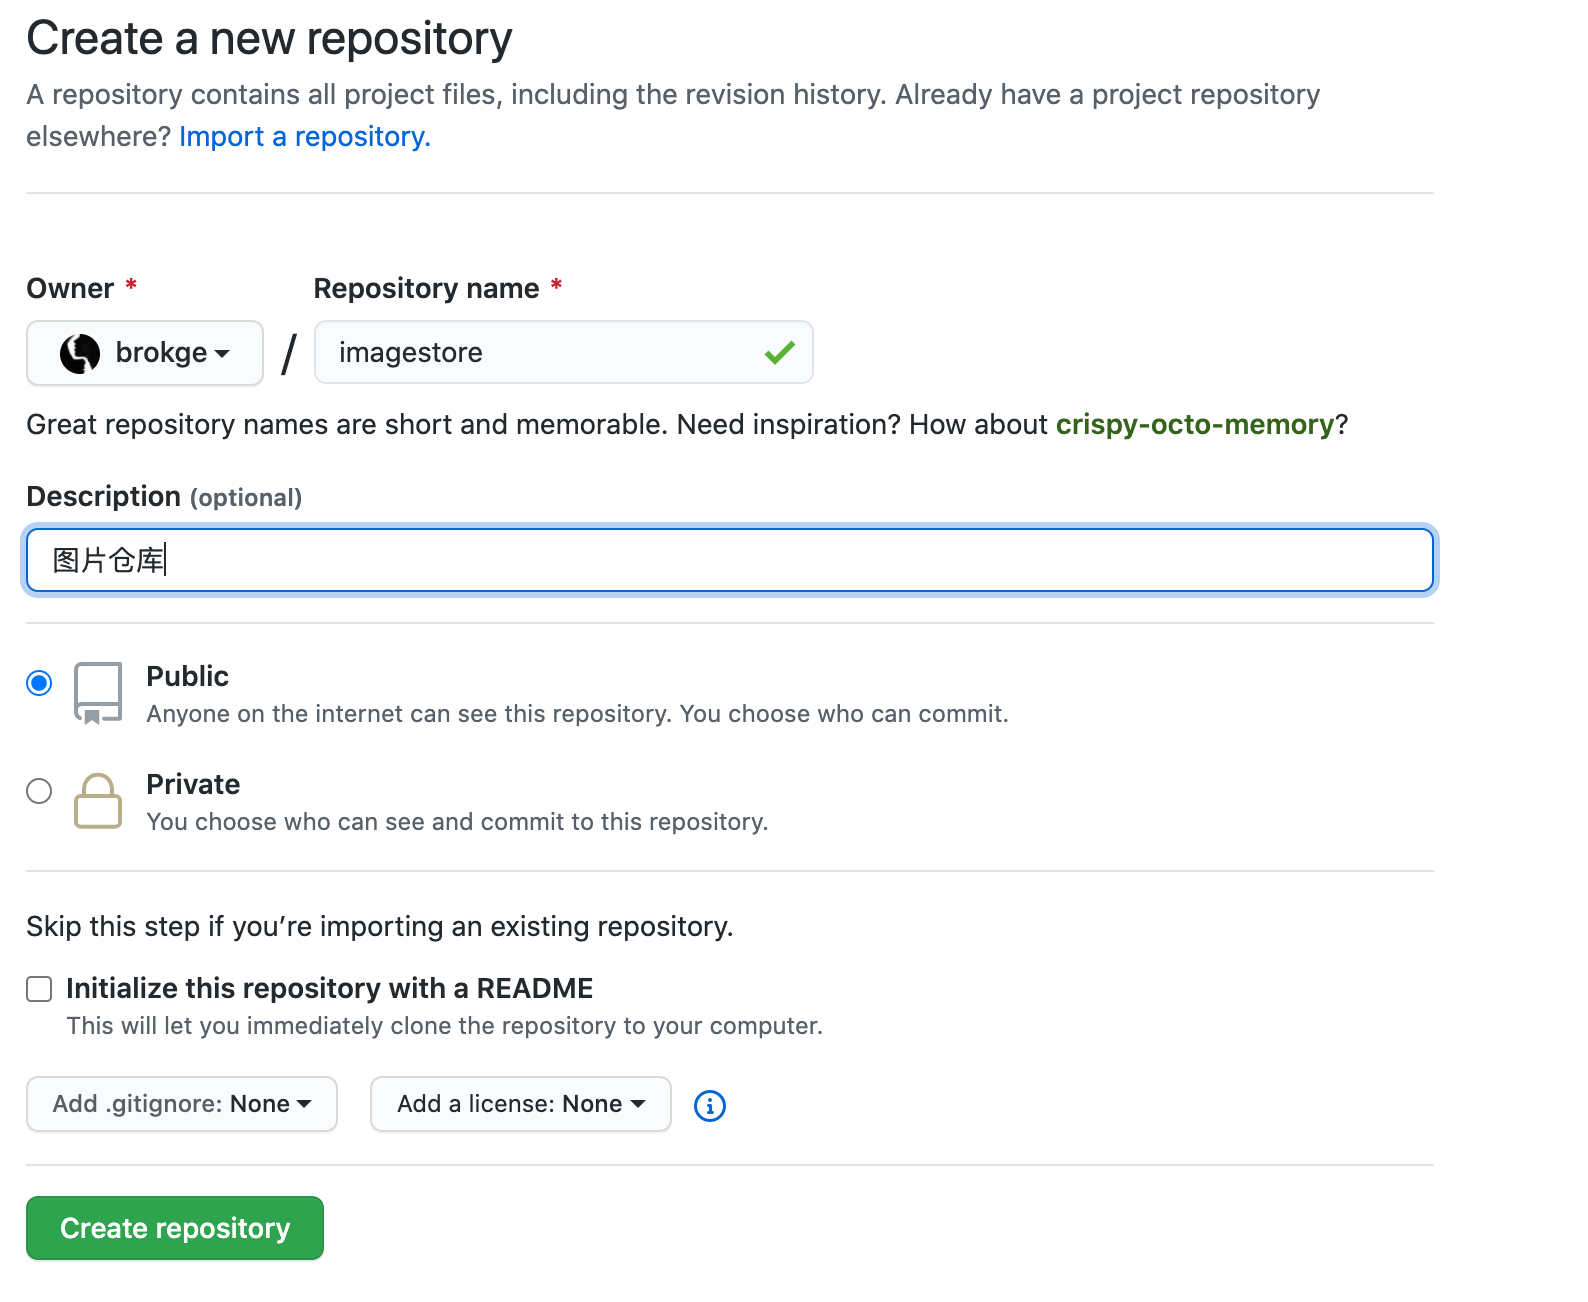 Create a new repository
A repository contains all project files, including the revision history. Already have a project repository
elsewhere? Import a repository.
Owner *
Repository name *
brokge
/
imagestore
Great repository names are short and memorable. Need inspiration? How about crispy-octo-memory?
Description (optional)
图片仓库
Public
Anyone on the internet can see this repository. You choose who can commit.
Private
You choose who can see and commit to this repository.
Skip this step if you’re importing an existing repository.
Initialize this repository with a README
This will let you immediately clone the repository to your computer.
Add .gitignore: None
Add a license: None
Create repository